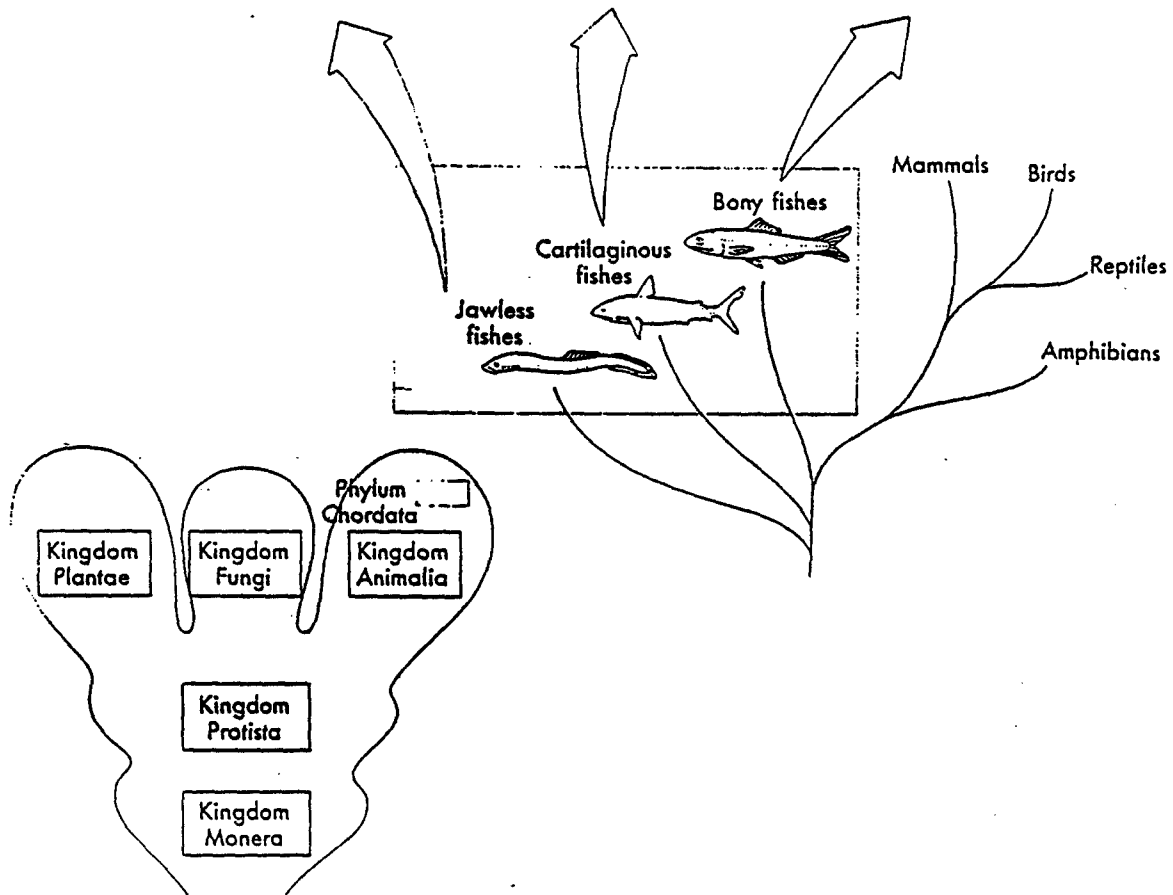 Mammals
Birds
Bony fishes
Cartilaginous
fishes
Reptiles
Jawless
fishes
Amphibians
Phylum
Chordata
Kingdom
Plantae
Kingdom
Fungi
Kingdom
Animalia
Kingdom
Protista
Kingdom
Monera